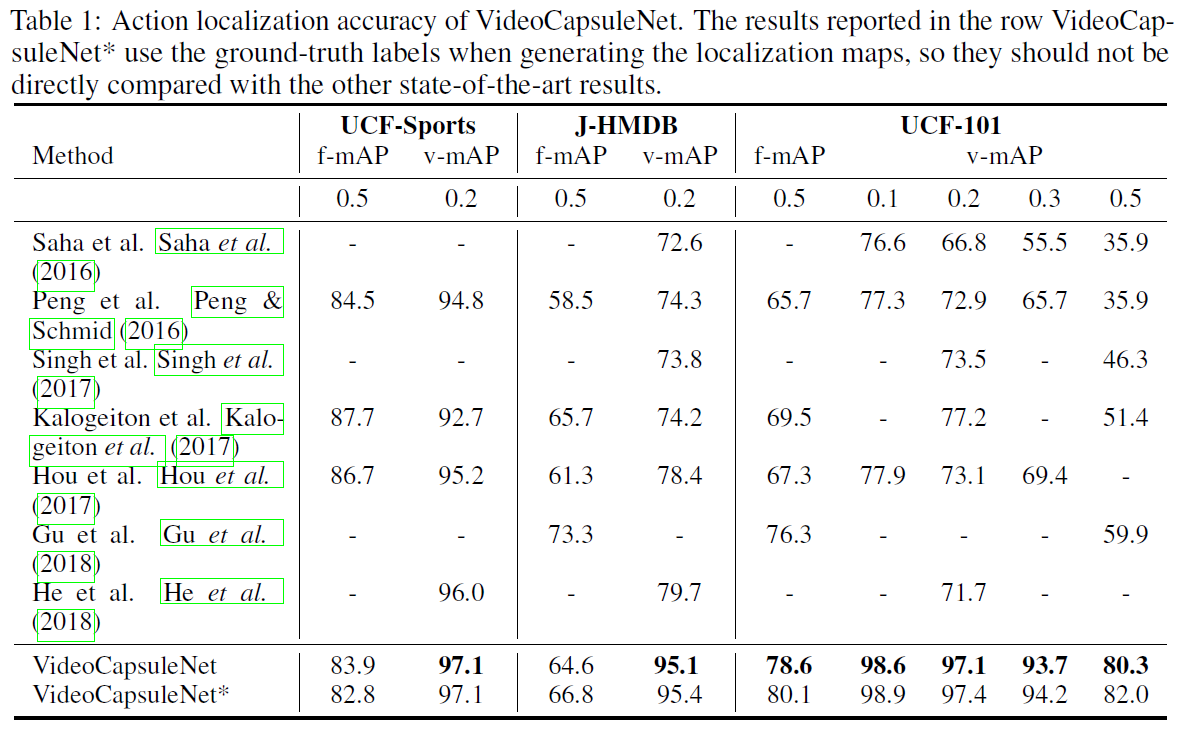 Table 1: Action localization accuracy of VideoCapsuleNet. The results reported in the row VideoCap-
suleNet* use the ground-truth labels when generating the localization maps, so they should not be
directly compared with the other state-of-the-art results.
UCF-Sports J-HMDB UCF-101
Method f-mAP v-mAP f-mAP v-mAP f-mAP v-mAP
0.5 0.2 0.5 0.2 0.5 0.1 0.2 0.3 0.5
Saha et al. Saha et al. - - - 72.6 - 76.6 66.8 55.5 35.9
(2016)
Peng et al. Peng & 84.5 94.8 58.5 74.3 65.7 77.3 72.9 65.7 35.9
Schmid (2016)
Singh et al. Singh et al. - - - 73.8 - - 73.5 - 46.3
(2017)
Kalogeiton et al. Kalo- 87.7 92.7 65.7 74.2 69.5 - 77.2 - 51.4
geiton et al. (2017)
Hou et al. Hou et al. 86.7 95.2 61.3 78.4 67.3 77.9 73.1 69.4 -
(2017)
Gu et al. Gu et al. - - 73.3 - 76.3 - - - 59.9
(2018)
He et al. He et al. - 96.0 - 79.7 - - 71.7 - -
(2018)
VideoCapsuleNet 83.9 97.1 64.6 95.1 78.6 98.6 97.1 93.7 80.3
VideoCapsuleNet* 82.8 97.1 66.8 95.4 80.1 98.9 97.4 94.2 82.0